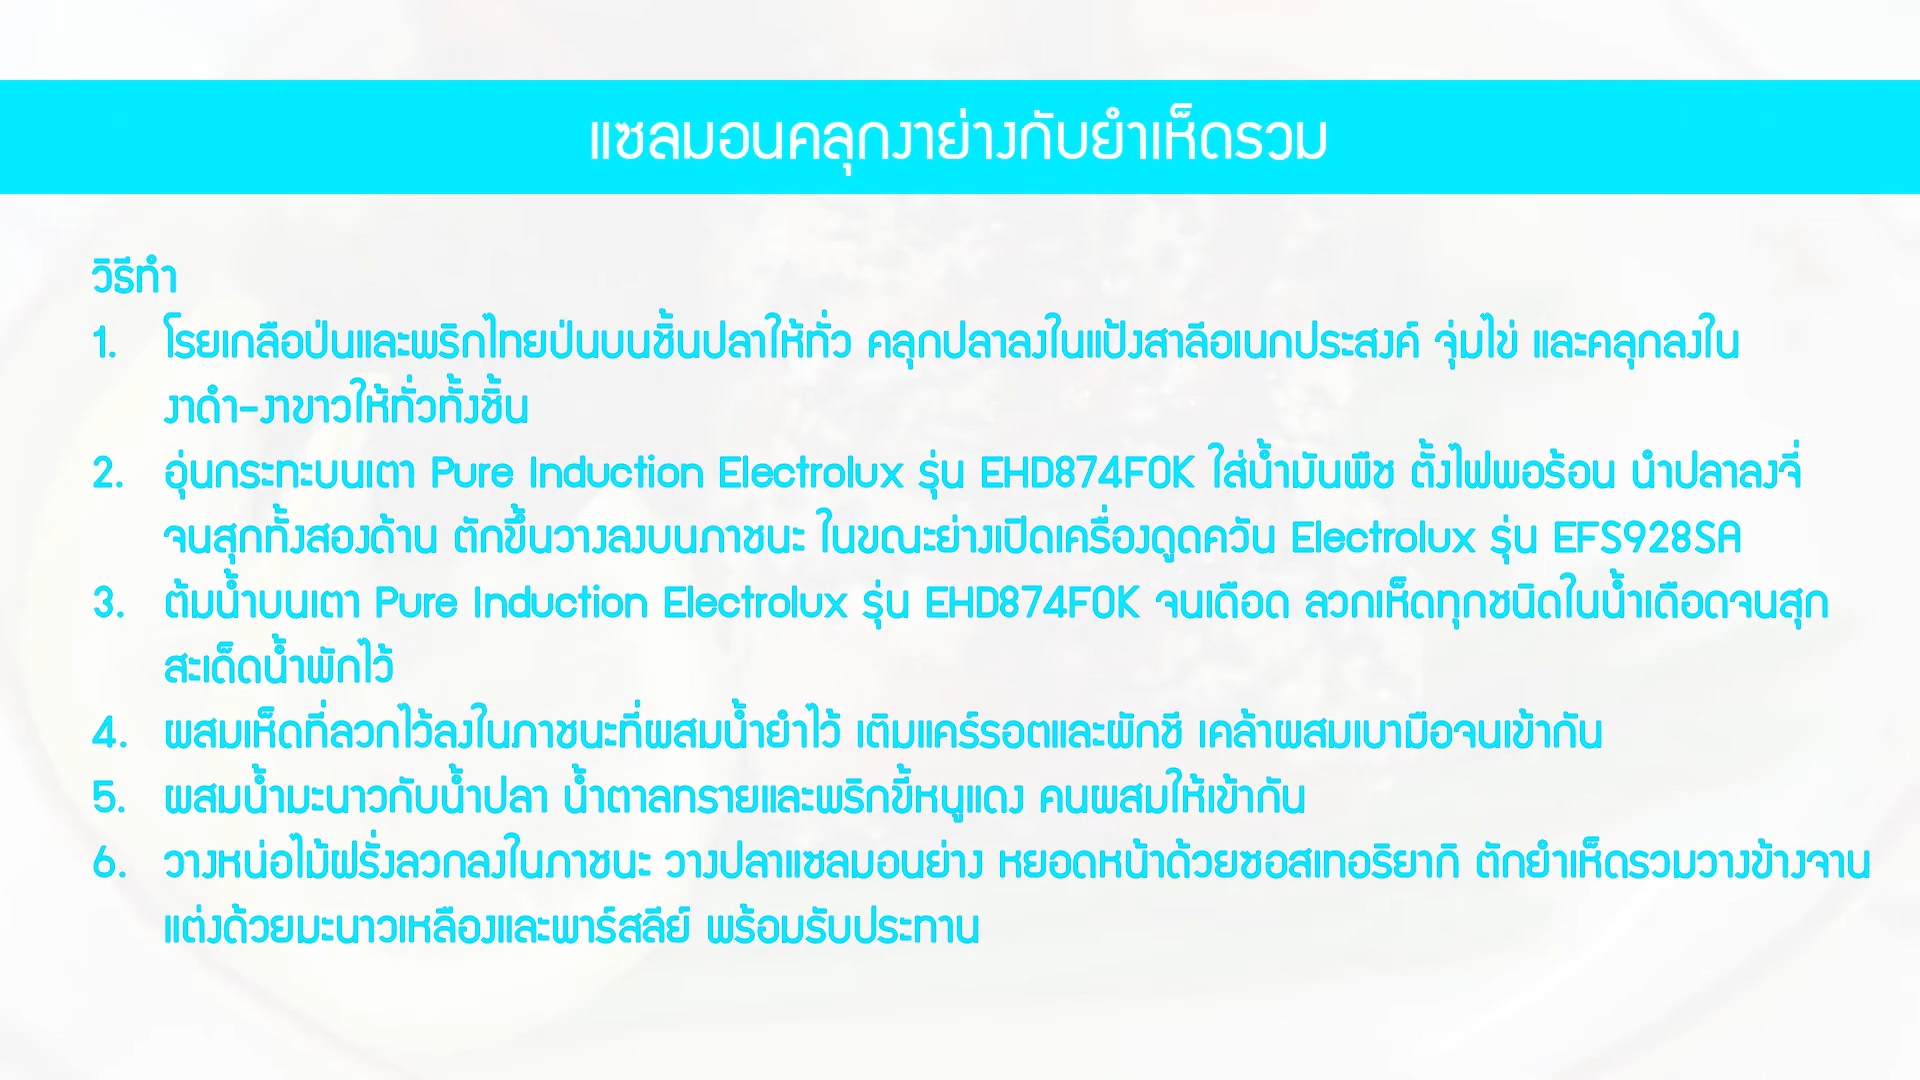 แซลมอนคลุกงาย่างกับยำเห็ดรวม
วิธีทำ
1. โรยเกลือป่นและพริกไทยป่นบนชิ้นปลาให้ทั่ว คลุกปลาลงในแป้งสาลีอเนกประสงค์ จุ่มไข่ และคลุกลงใน
งาดำ-งาขาวให้ทั่วทั้งชิ้น
2. อุ่นกระทะบนเตา Pure Induction Electrolux รุ่น EHD874FOK ใส่น้ำมันพืช ตั้งไฟพอร้อน นำปลาลงจี่
จนสุกทั้งสองด้าน ตักขึ้นวางลงบนภาชนะ ในขณะย่างเปิดเครื่องดูดควัน Electrolux รุ่น EFS928SA
3. ต้มน้ำบนเตา Pure Induction Electrolux รุ่น EHD874FOK จนเดือด ลวกเห็ดทุกชนิดในน้ำเดือดจนสุก
สะเด็ดน้ำพักไว้
4. ผสมเห็ดที่ลวกไว้ลงในภาชนะที่ผสมน้ำยำไว้ เติมแคร์รอตและผักชี เคล้าผสมเบามือจนเข้ากัน
5. ผสมน้ำมะนาวกับน้ำปลา น้ำตาลทรายและพริกขี้หนูแดง คนผสมให้เข้ากัน
6. วางหน่อไม้ฝรั่งลวกลงในภาชนะ วางปลาแซลมอนย่าง หยอดหน้าด้วยซอสเทอริยากิ ตักยำเห็ดรวมวางข้างจาน
แต่งด้วยมะนาวเหลืองและพาร์สลีย์ พร้อมรับประทาน